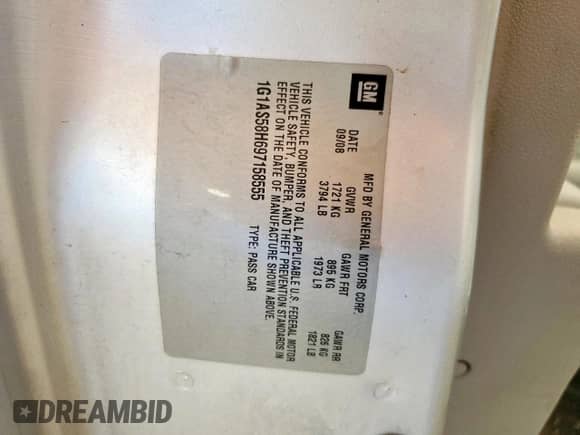 GM
MFD BY GENERAL MOTORS CORP.
DATE GVWR GAWR FRT GAWR RR
09/08 1721 KG 895 KG 826 KG
3794 LB 1973 LB 1821 LB
THIS VEHICLE CONFORMS TO ALL APPLICABLE U.S. FEDERAL MOTOR
VEHICLE SAFETY, BUMPER, AND THEFT PREVENTION STANDARDS IN
EFFECT ON THE DATE OF MANUFACTURE SHOWN ABOVE.
1G1AS58H697158555 TYPE: PASS CAR
DREAMBID